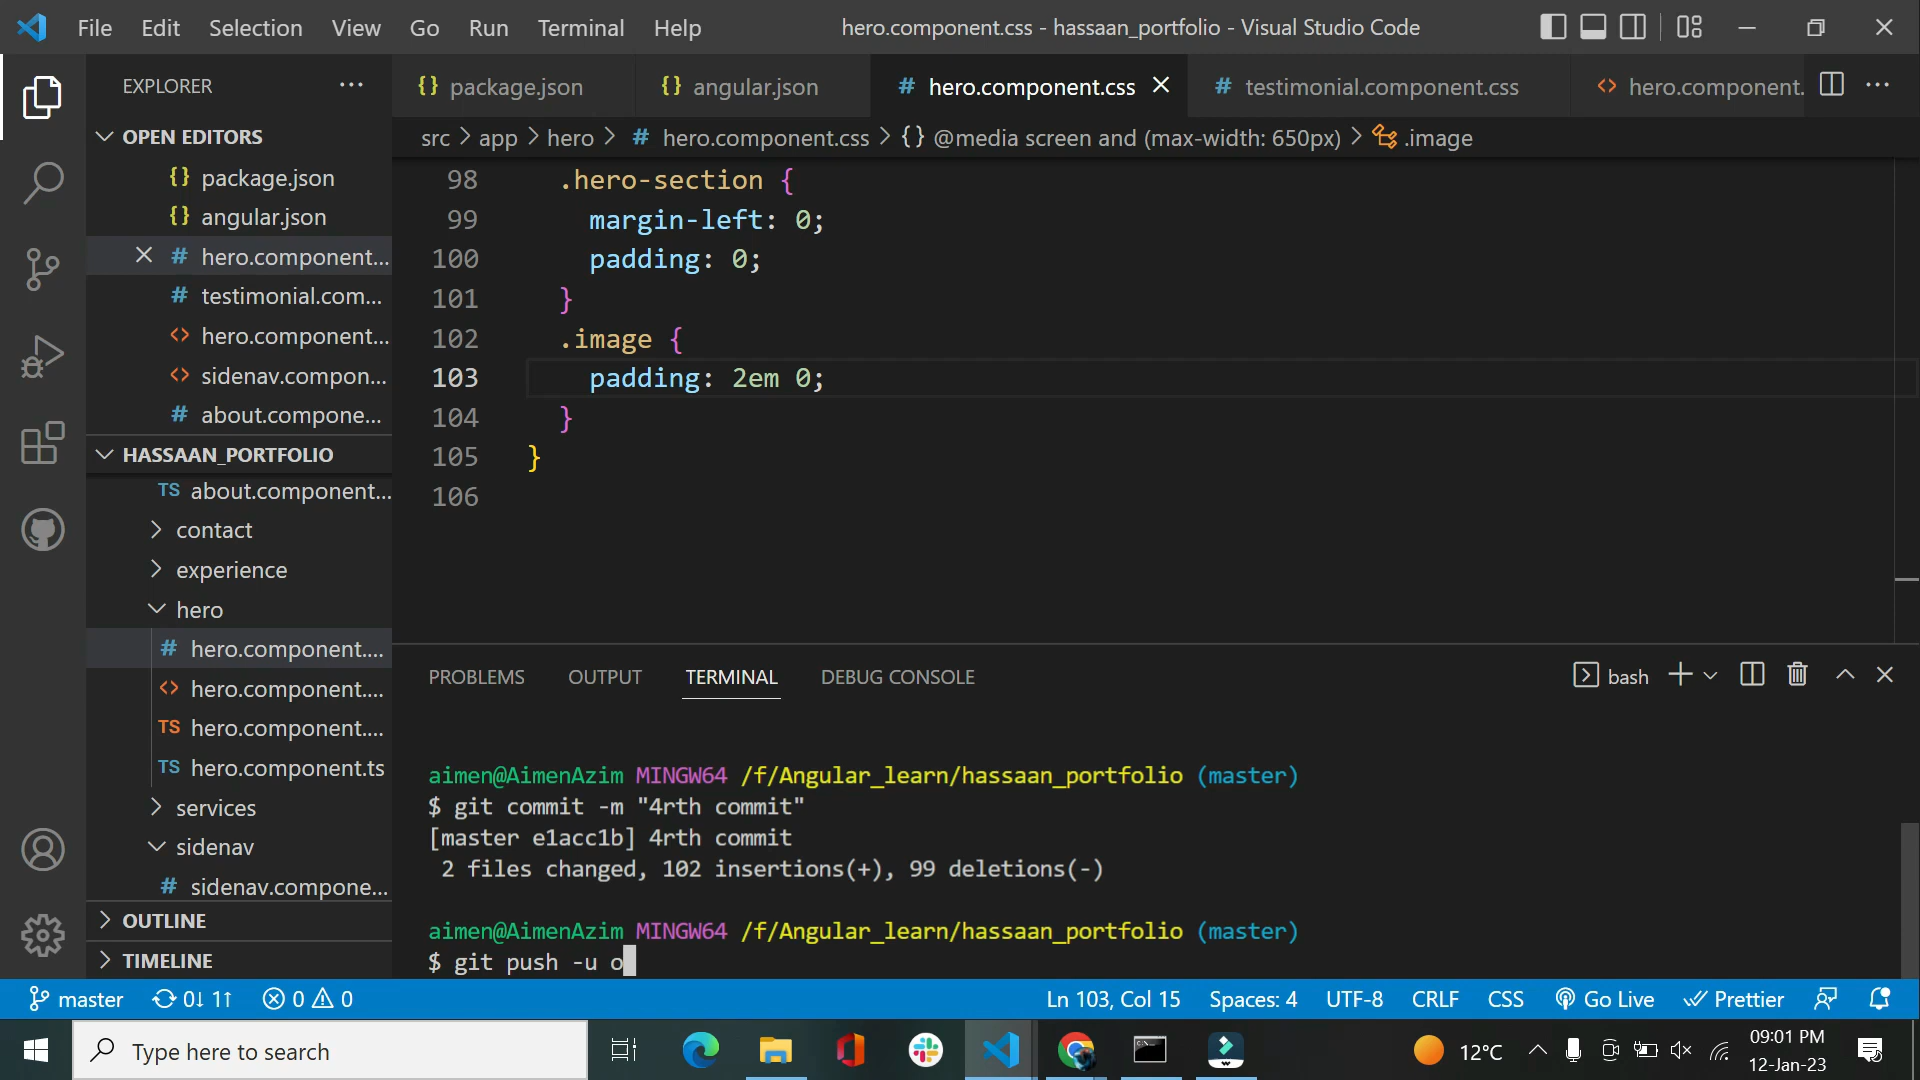 File Edit Selection View Go Run Terminal Help
hero.component.css - hassaan_portfolio - Visual Studio Code
EXPLORER
OPEN EDITORS
package.json
angular.json
hero.component...
testimonial.com...
hero.component...
sidenav.compon...
about.compone...
HASSAAN_PORTFOLIO
TS about.component...
contact
experience
hero
# hero.component....
<> hero.component....
TS hero.component....
TS hero.component.ts
services
sidenav
# sidenav.compone...
OUTLINE
TIMELINE
{} package.json {} angular.json # hero.component.css # testimonial.component.css <> hero.component.
src > app > hero > # hero.component.css > {} @media screen and (max-width: 650px) > .image
98 .hero-section {
99 margin-left: 0;
100 padding: 0;
101 }
102 .image {
103 padding: 2em 0;
104 }
105 }
106
PROBLEMS OUTPUT TERMINAL DEBUG CONSOLE
bash
aimen@AimenAzim MINGW64 /f/Angular_learn/hassaan_portfolio (master)
$ git commit -m "4rth commit"
[master e1acc1b] 4rth commit
2 files changed, 102 insertions(+), 99 deletions(-)
aimen@AimenAzim MINGW64 /f/Angular_learn/hassaan_portfolio (master)
$ git push -u o
master 0↓ 1↑ 0 0
Ln 103, Col 15 Spaces: 4 UTF-8 CRLF CSS Go Live Prettier
Type here to search
12°C
09:01 PM
12-Jan-23